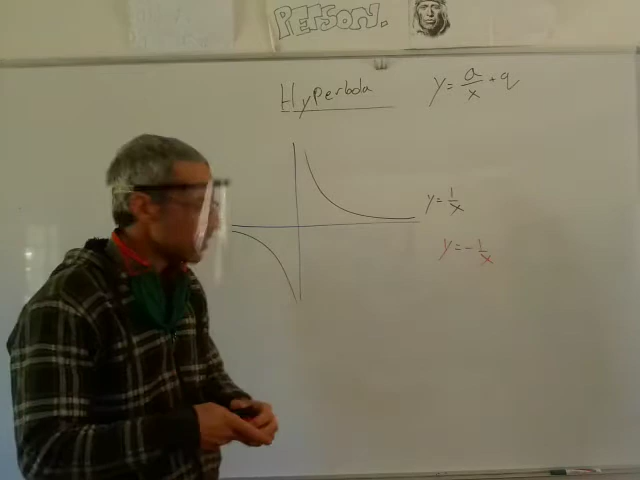 PERSON.
Hyperbola
y = a/x + q
y = 1/x
y = -1/x